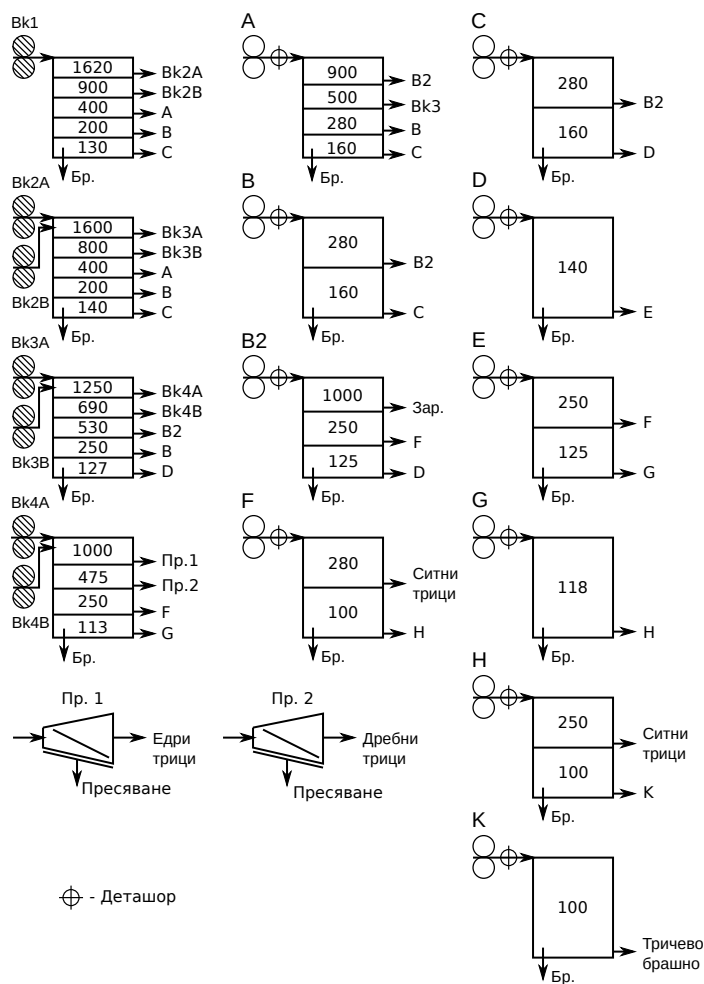 Bk1
1620
900
400
200
130
Bk2A
Bk2B
A
B
C
Бр.
A
900
500
280
160
B2
Bk3
B
C
Бр.
C
280
160
B2
D
Бр.
Bk2A
Bk2B
1600
800
400
200
140
Bk3A
Bk3B
A
B
C
Бр.
B
280
160
B2
C
Бр.
D
140
E
Бр.
Bk3A
Bk3B
1250
690
530
250
127
Bk4A
Bk4B
B2
B
D
Бр.
B2
1000
250
125
Зар.
F
D
Бр.
E
250
125
F
G
Бр.
Bk4A
Bk4B
1000
475
250
113
Пр.1
Пр.2
F
G
Бр.
F
280
100
Ситни
трици
H
Бр.
G
118
H
Бр.
Пр. 1
Едри
трици
Пресяване
Пр. 2
Дребни
трици
Пресяване
H
250
100
Ситни
трици
K
Бр.
- Деташор
K
100
Тричево
брашно
Бр.